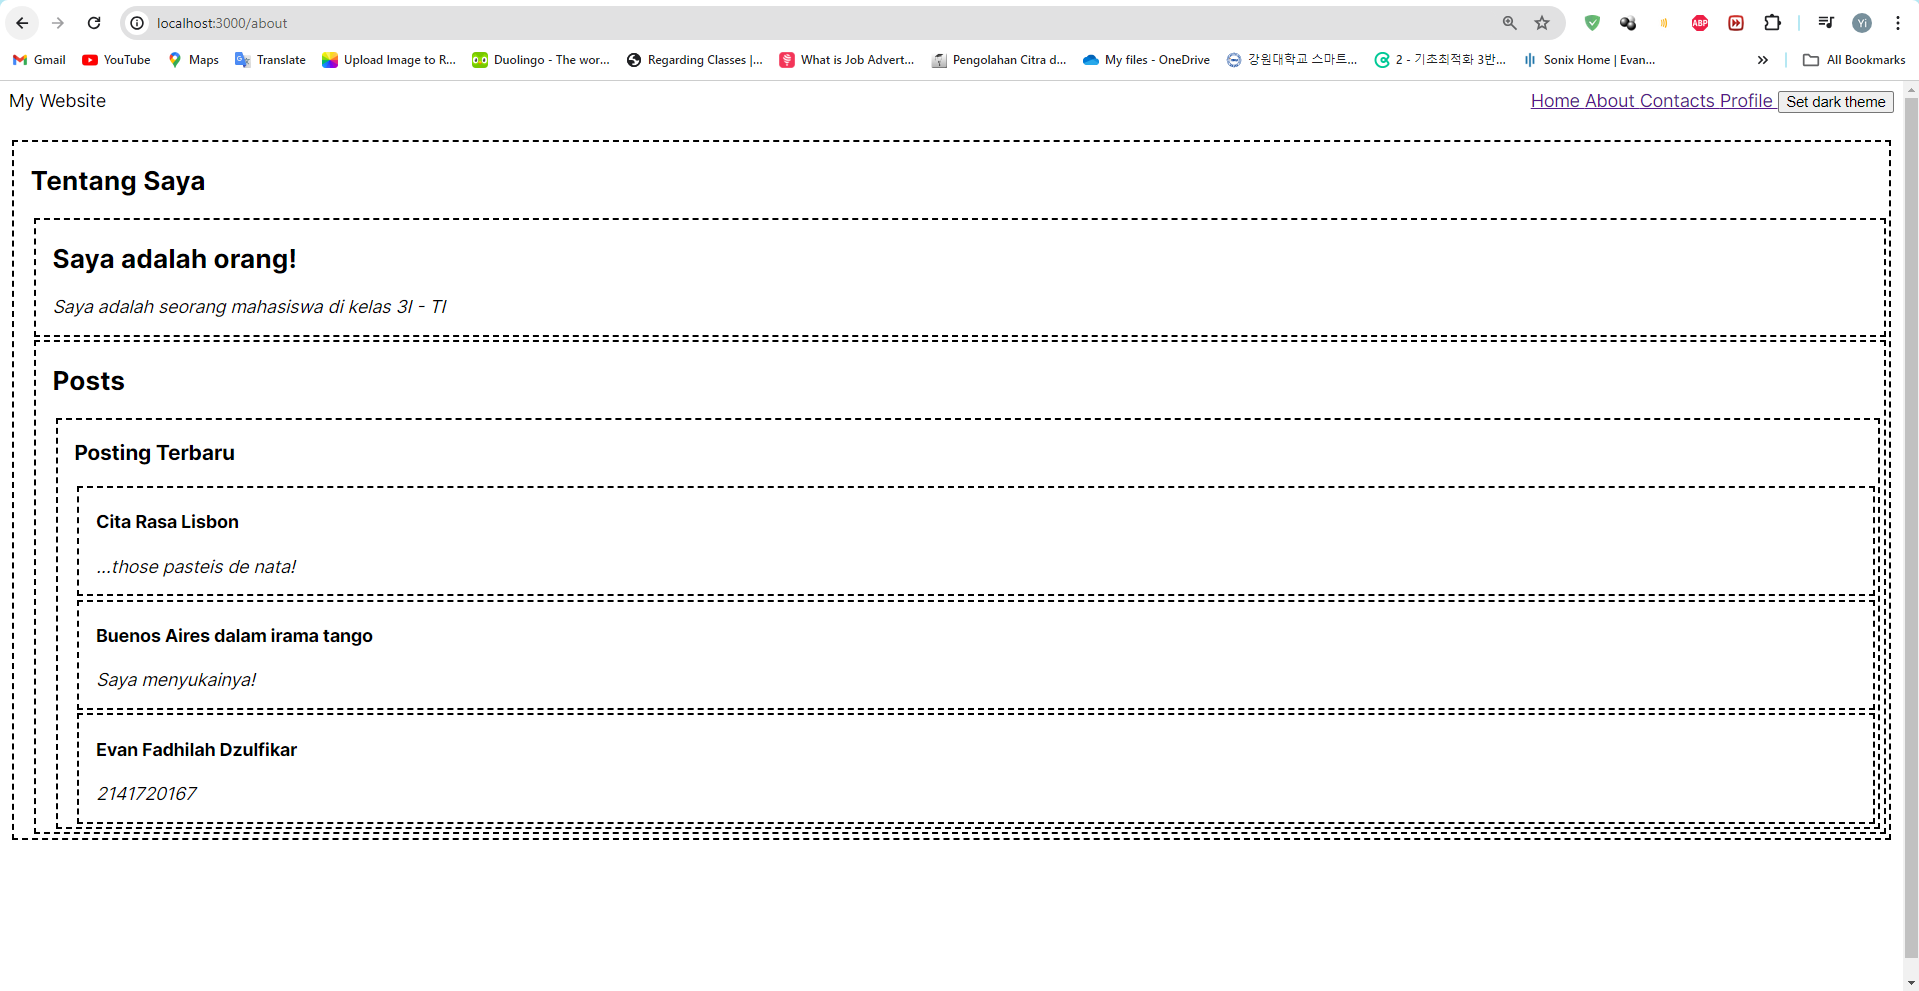 localhost:3000/about
Gmail YouTube Maps Translate Upload Image to R... Duolingo - The wor... Regarding Classes |... What is Job Advert... Pengolahan Citra d... My files - OneDrive 강원대학교 스마트... 2 - 기초최적화 3반... Sonix Home | Evan... » All Bookmarks
My Website Home About Contacts Profile Set dark theme
Tentang Saya
Saya adalah orang!
Saya adalah seorang mahasiswa di kelas 3I - TI
Posts
Posting Terbaru
Cita Rasa Lisbon
...those pasteis de nata!
Buenos Aires dalam irama tango
Saya menyukainya!
Evan Fadhilah Dzulfikar
2141720167
ABP
Yi